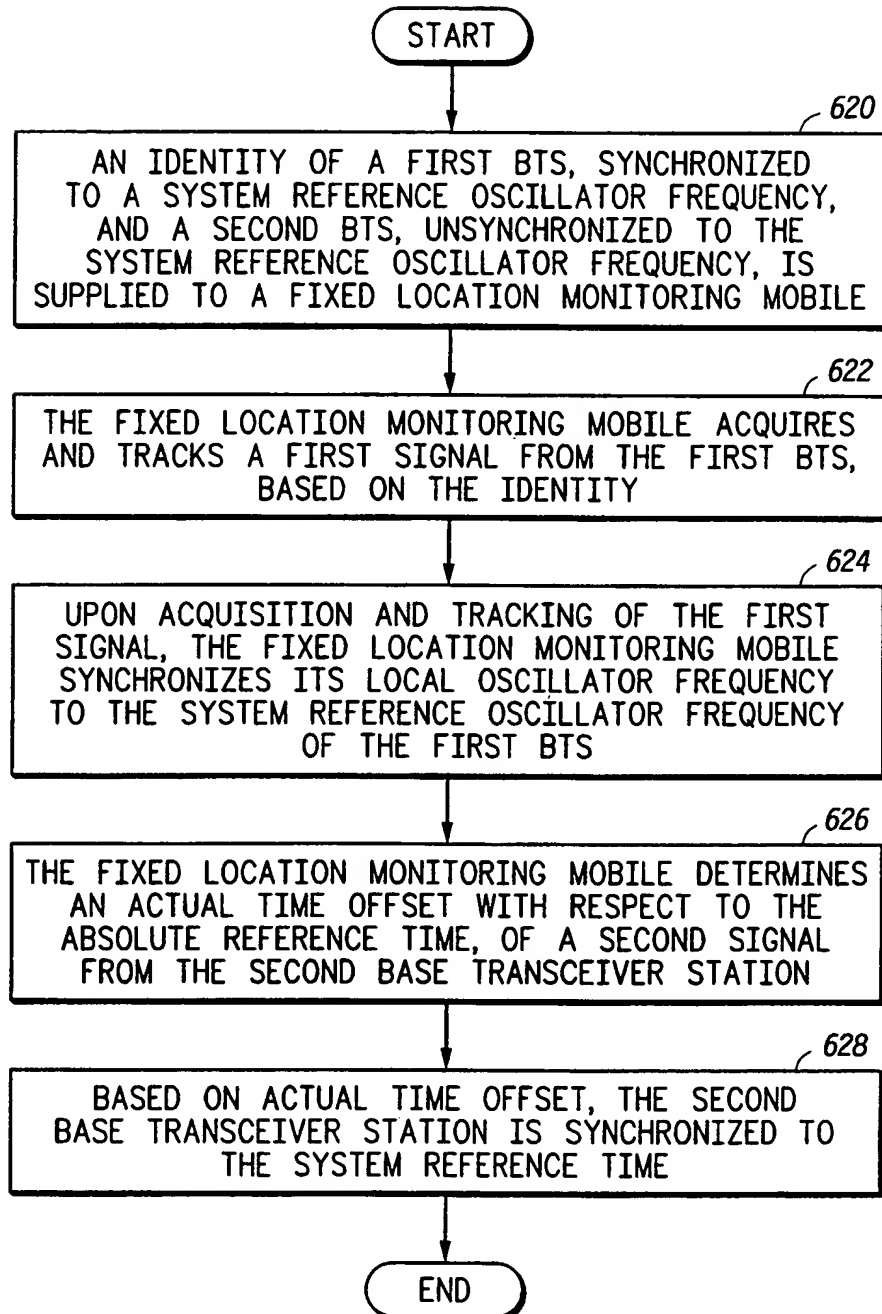 START
620
AN IDENTITY OF A FIRST BTS, SYNCHRONIZED
TO A SYSTEM REFERENCE OSCILLATOR FREQUENCY,
AND A SECOND BTS, UNSYNCHRONIZED TO THE
SYSTEM REFERENCE OSCILLATOR FREQUENCY, IS
SUPPLIED TO A FIXED LOCATION MONITORING MOBILE
622
THE FIXED LOCATION MONITORING MOBILE ACQUIRES
AND TRACKS A FIRST SIGNAL FROM THE FIRST BTS,
BASED ON THE IDENTITY
624
UPON ACQUISITION AND TRACKING OF THE FIRST
SIGNAL, THE FIXED LOCATION MONITORING MOBILE
SYNCHRONIZES ITS LOCAL OSCILLATOR FREQUENCY
TO THE SYSTEM REFERENCE OSCILLATOR FREQUENCY
OF THE FIRST BTS
626
THE FIXED LOCATION MONITORING MOBILE DETERMINES
AN ACTUAL TIME OFFSET WITH RESPECT TO THE
ABSOLUTE REFERENCE TIME, OF A SECOND SIGNAL
FROM THE SECOND BASE TRANSCEIVER STATION
628
BASED ON ACTUAL TIME OFFSET, THE SECOND
BASE TRANSCEIVER STATION IS SYNCHRONIZED TO
THE SYSTEM REFERENCE TIME
END